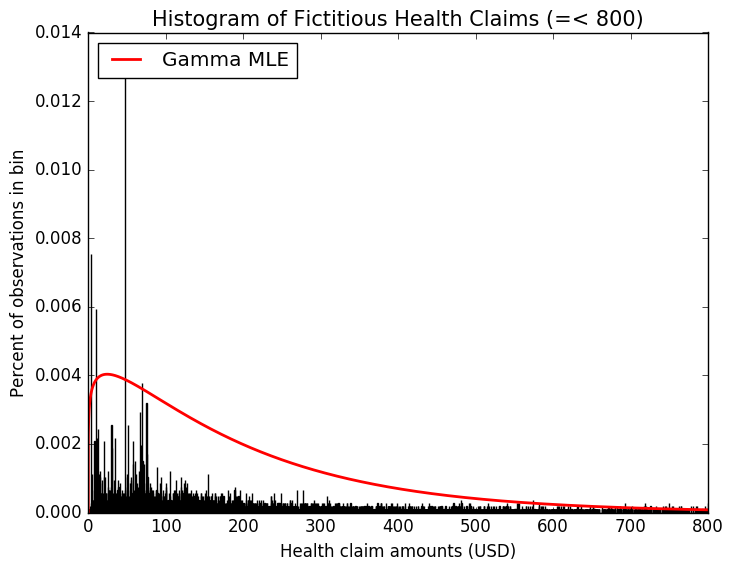 Histogram of Fictitious Health Claims (=< 800)
0.014
Gamma MLE
0.012
0.010
0.008
0.006
0.004
0.002
0.000
Percent of observations in bin
0 100 200 300 400 500 600 700 800
Health claim amounts (USD)